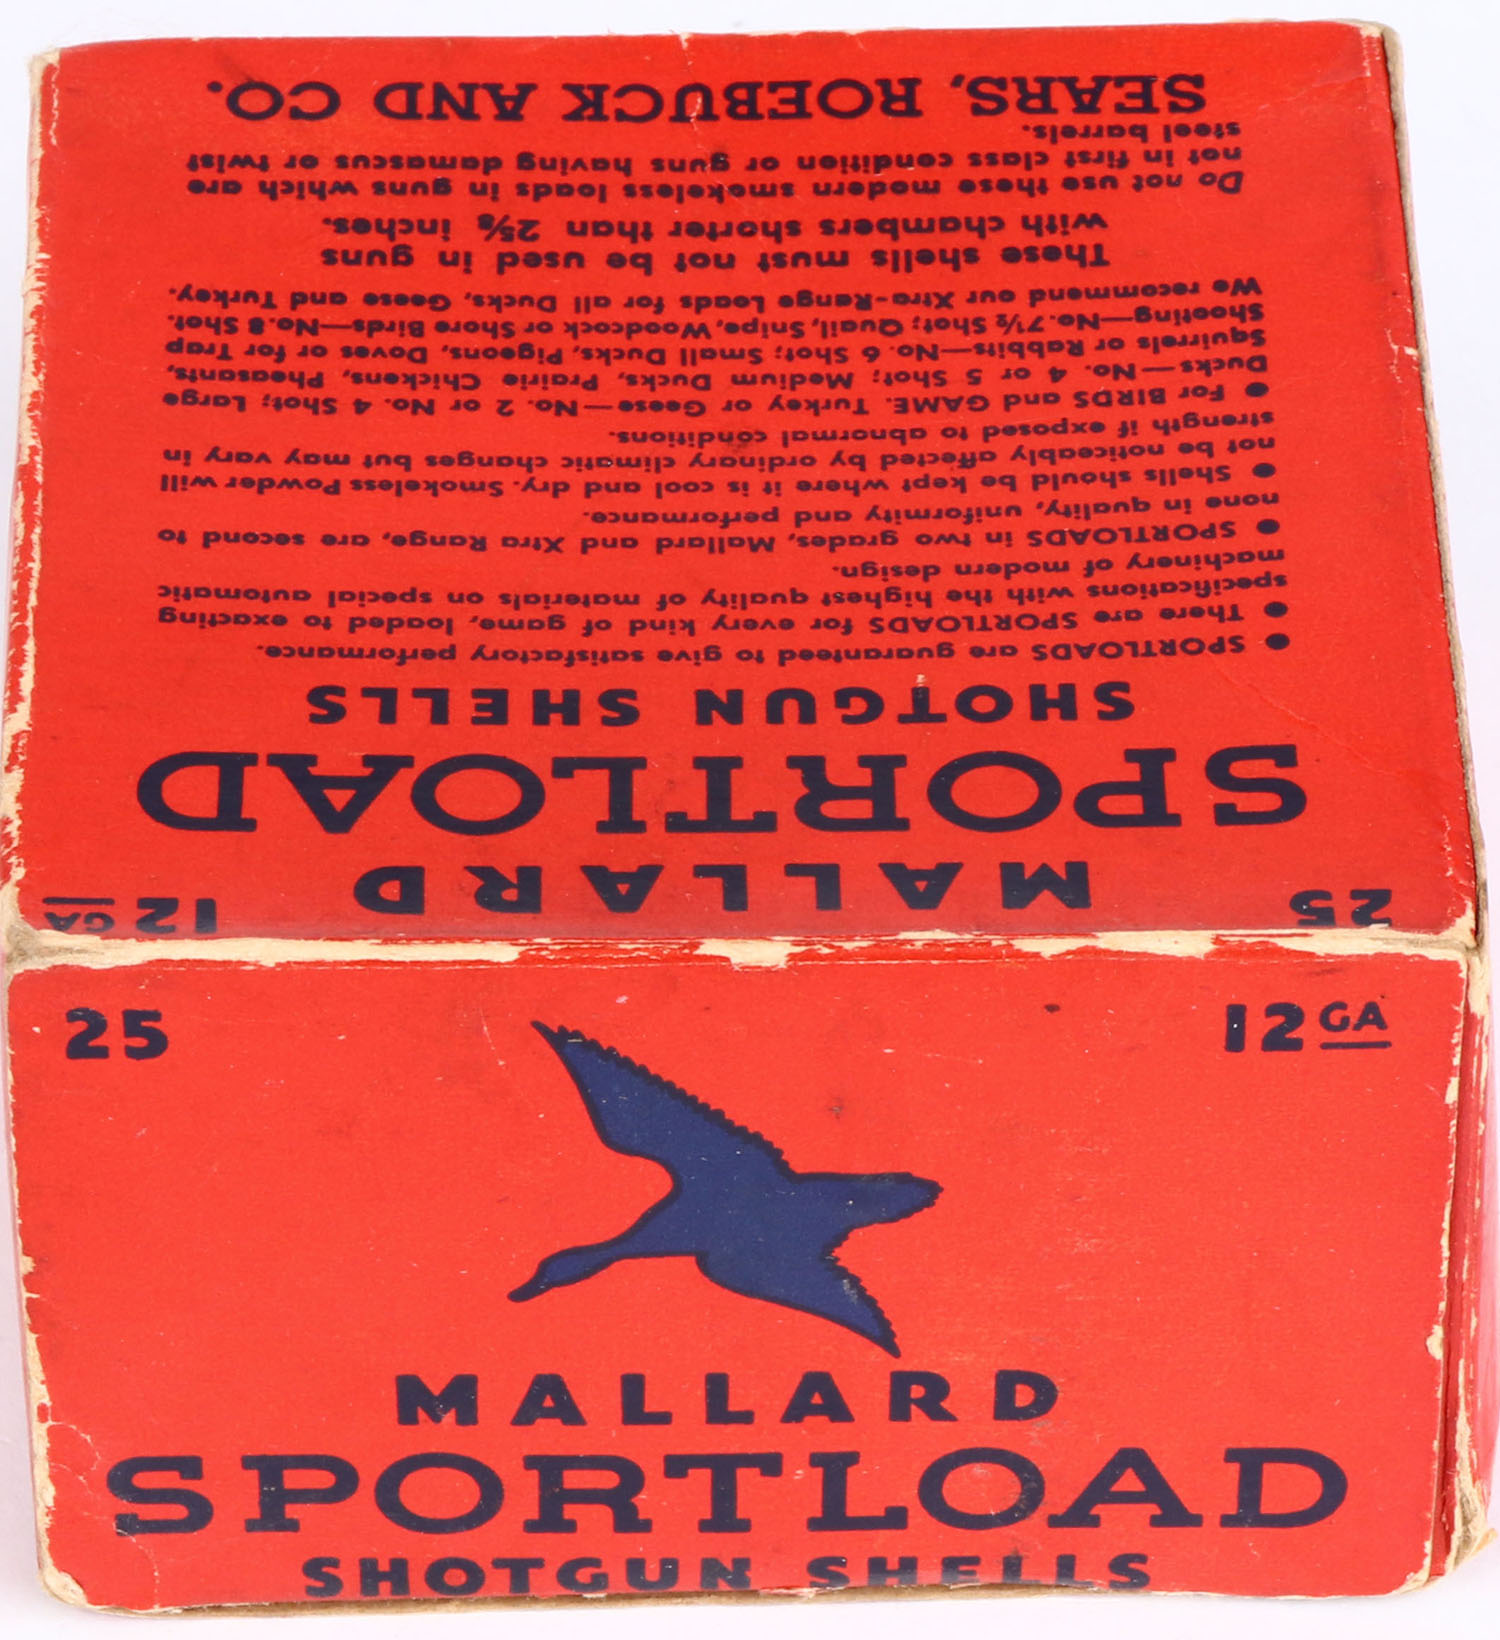 25 MALLARD 12 GA
SPORTLOAD
SHOTGUN SHELLS
● SPORTLOADS are guaranteed to give satisfactory performance.
● There are SPORTLOADS for every kind of game, loaded to exacting
specifications with the highest quality of materials on special automatic
machinery of modern design.
● SPORTLOADS in two grades, Mallard and Xtra Range, are second to
none in quality, uniformity and performance.
● Shells should be kept where it is cool and dry. Smokeless Powder will
not be noticeably affected by ordinary climatic changes but may vary in
strength if exposed to abnormal conditions.
● For BIRDS and GAME. Turkey or Geese—No. 2 or No. 4 Shot; Large
Ducks—No. 4 or 5 Shot; Medium Ducks, Prairie Chickens, Pheasants,
Squirrels or Rabbits—No. 6 Shot; Small Ducks, Pigeons, Doves or for Trap
Shooting—No. 7½ Shot; Quail, Snipe, Woodcock or Shore Birds—No. 8 Shot.
We recommend our Xtra-Range Loads for all Ducks, Geese and Turkey.
These shells must not be used in guns
with chambers shorter than 2⅝ inches.
Do not use these modern smokeless loads in guns which are
not in first class condition or guns having damascus or twist
steel barrels.
SEARS, ROEBUCK AND CO.
25 12 GA
MALLARD
SPORTLOAD
SHOTGUN SHELLS